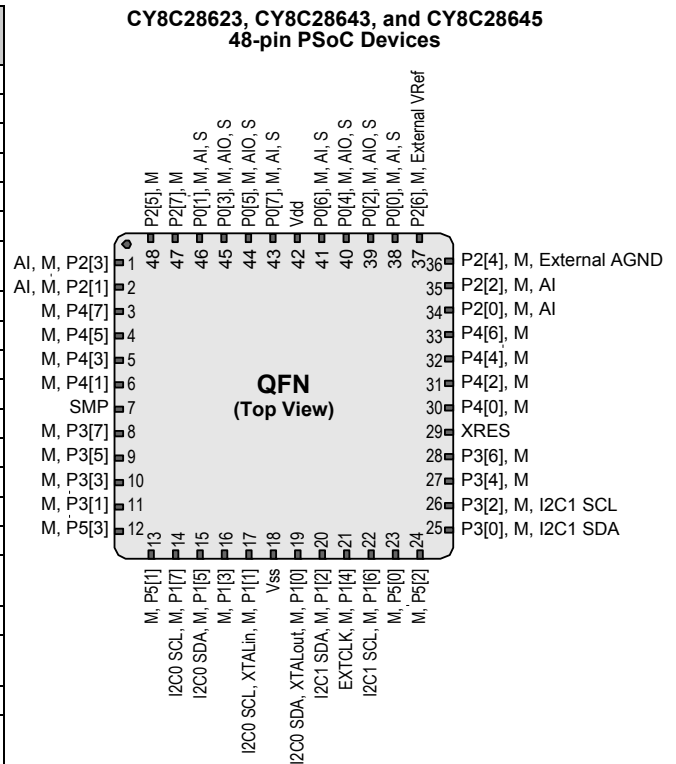 CY8C28623, CY8C28643, and CY8C28645
48-pin PSoC Devices
P2[5], M
P2[7], M
P0[1], M, AI, S
P0[3], M, AIO, S
P0[5], M, AIO, S
P0[7], M, AI, S
Vdd
P0[6], M, AI, S
P0[4], M, AIO, S
P0[2], M, AIO, S
P0[0], M, AI, S
P2[6], M, External VRef
48
47
46
45
44
43
42
41
40
39
38
37
AI, M, P2[3] 1
AI, M, P2[1] 2
M, P4[7] 3
M, P4[5] 4
M, P4[3] 5
M, P4[1] 6
SMP 7
M, P3[7] 8
M, P3[5] 9
M, P3[3] 10
M, P3[1] 11
M, P5[3] 12
QFN
(Top View)
36 P2[4], M, External AGND
35 P2[2], M, AI
34 P2[0], M, AI
33 P4[6], M
32 P4[4], M
31 P4[2], M
30 P4[0], M
29 XRES
28 P3[6], M
27 P3[4], M
26 P3[2], M, I2C1 SCL
25 P3[0], M, I2C1 SDA
13
14
15
16
17
18
19
20
21
22
23
24
M, P5[1]
I2C0 SCL, M, P1[7]
I2C0 SDA, M, P1[5]
M, P1[3]
I2C0 SCL, XTALin, M, P1[1]
Vss
I2C0 SDA, XTALout, M, P1[0]
I2C1 SDA, M, P1[2]
EXTCLK, M, P1[4]
I2C1 SCL, M, P1[6]
M, P5[0]
M, P5[2]